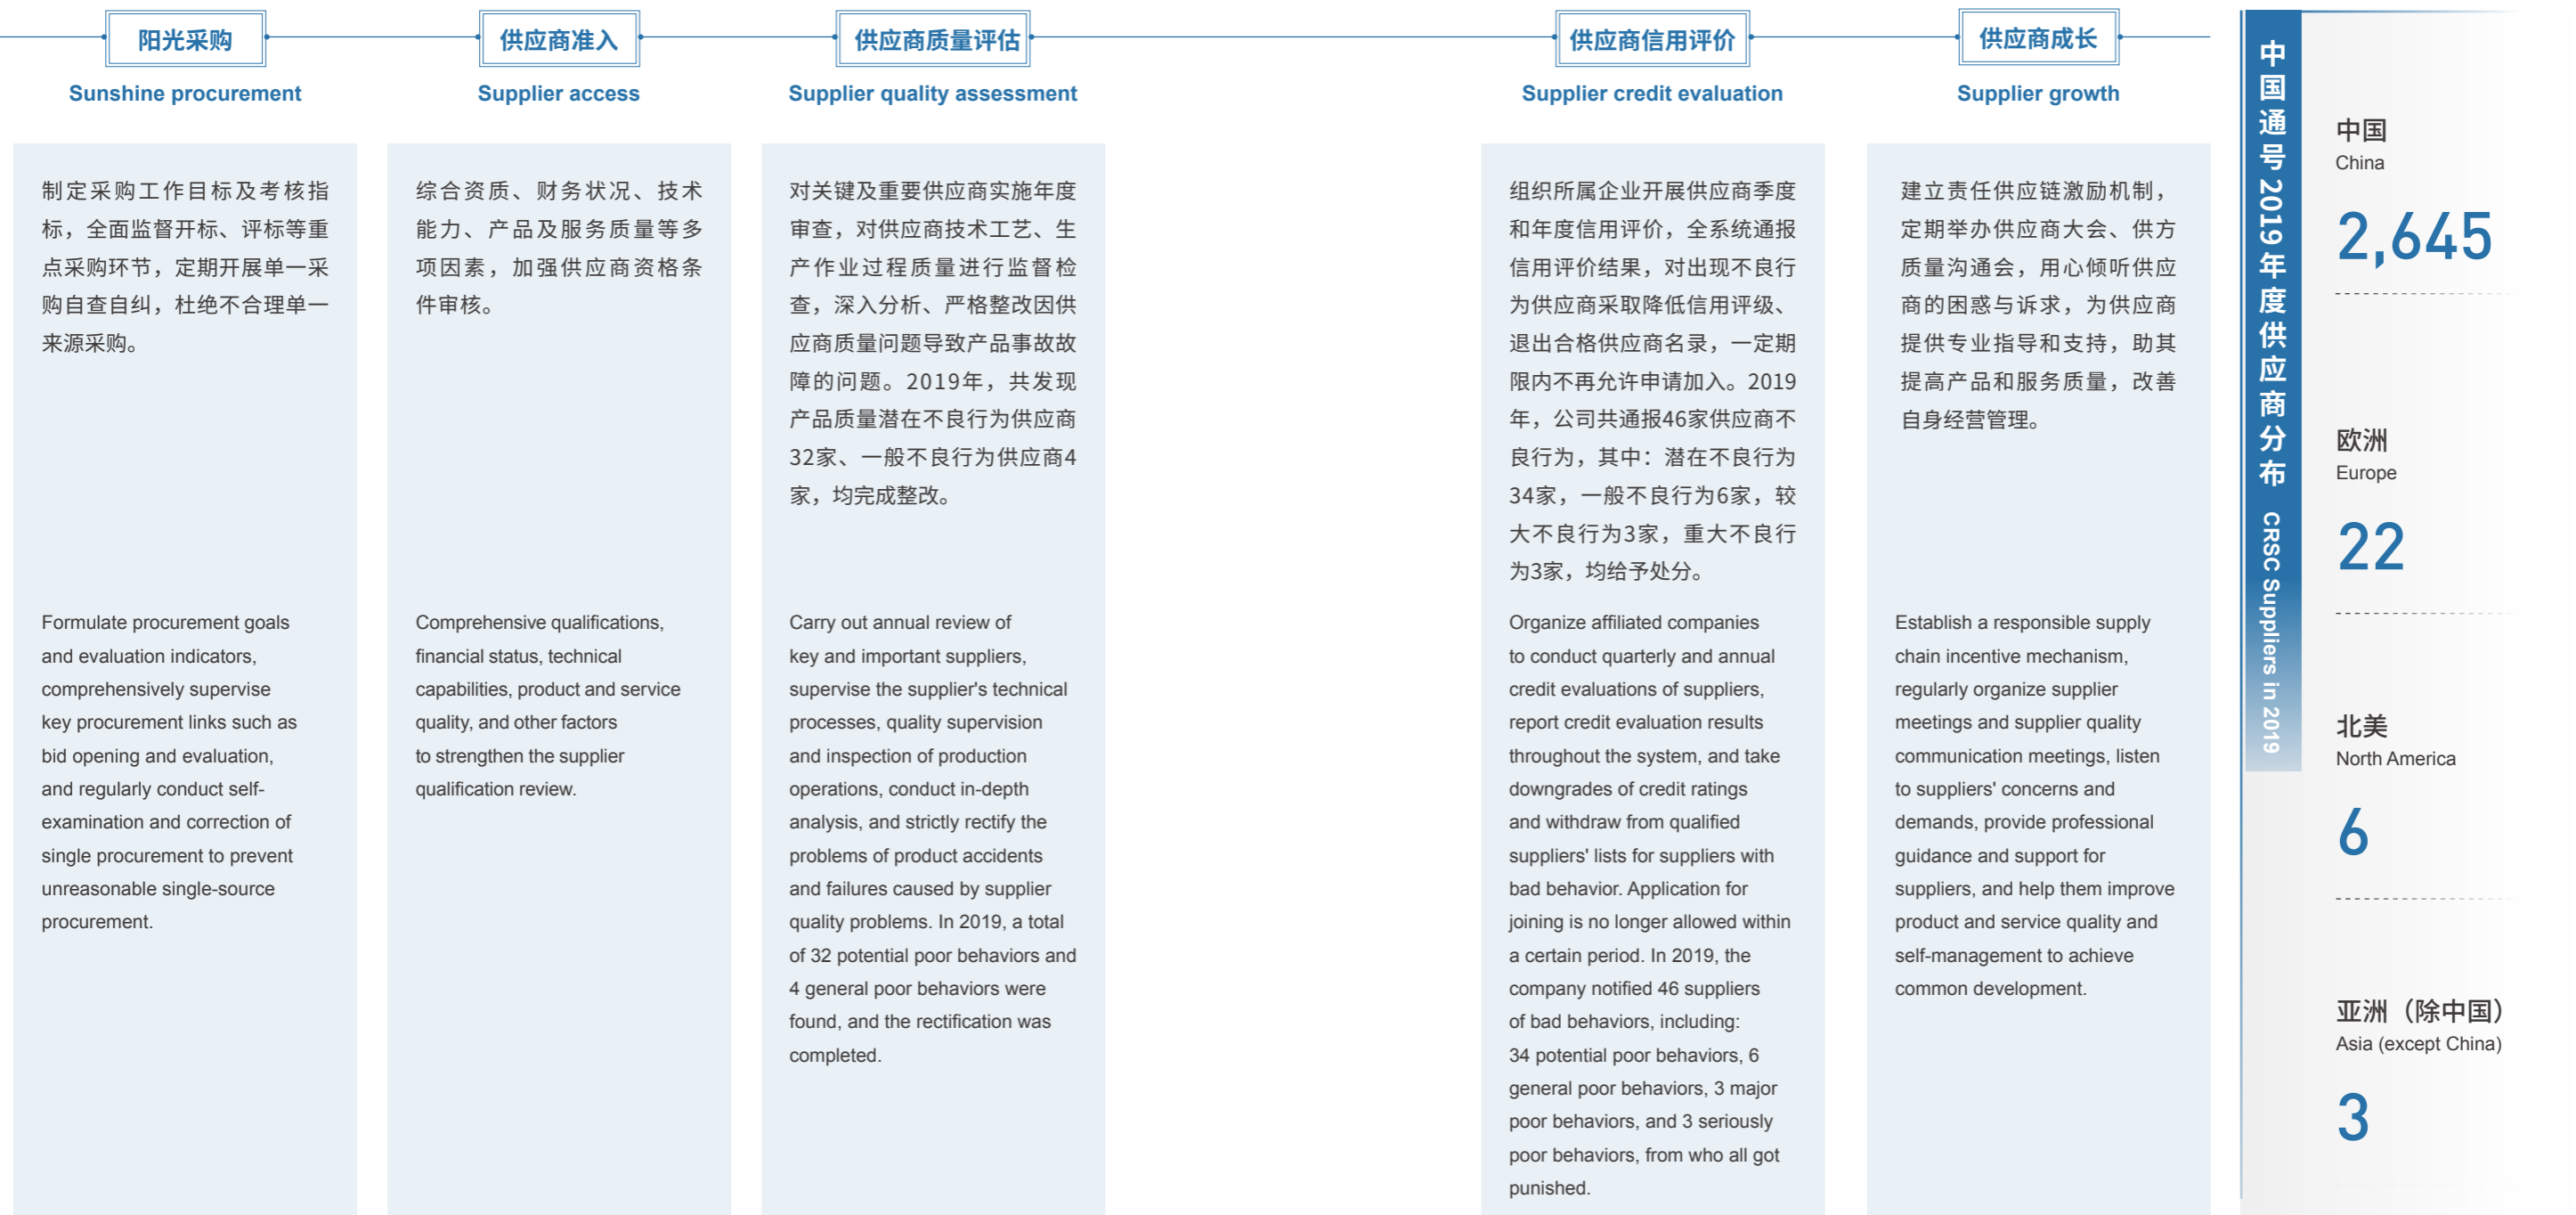 阳光采购
Sunshine procurement
制定采购工作目标及考核指
标，全面监督开标、评标等重
点采购环节，定期开展单一采
购自查自纠，杜绝不合理单一
来源采购。
Formulate procurement goals
and evaluation indicators,
comprehensively supervise
key procurement links such as
bid opening and evaluation,
and regularly conduct self-
examination and correction of
single procurement to prevent
unreasonable single-source
procurement.
供应商准入
Supplier access
综合资质、财务状况、技术
能力、产品及服务质量等多
项因素，加强供应商资格条
件审核。
Comprehensive qualifications,
financial status, technical
capabilities, product and service
quality, and other factors
to strengthen the supplier
qualification review.
供应商质量评估
Supplier quality assessment
对关键及重要供应商实施年度
审查，对供应商技术工艺、生
产作业过程质量进行监督检
查，深入分析、严格整改因供
应商质量问题导致产品事故故
障的问题。2019年，共发现
产品质量潜在不良行为供应商
32家、一般不良行为供应商4
家，均完成整改。
Carry out annual review of
key and important suppliers,
supervise the supplier's technical
processes, quality supervision
and inspection of production
operations, conduct in-depth
analysis, and strictly rectify the
problems of product accidents
and failures caused by supplier
quality problems. In 2019, a total
of 32 potential poor behaviors and
4 general poor behaviors were
found, and the rectification was
completed.
供应商信用评价
Supplier credit evaluation
组织所属企业开展供应商季度
和年度信用评价，全系统通报
信用评价结果，对出现不良行
为供应商采取降低信用评级、
退出合格供应商名录，一定期
限内不再允许申请加入。2019
年，公司共通报46家供应商不
良行为，其中：潜在不良行为
34家，一般不良行为6家，较
大不良行为3家，重大不良行
为3家，均给予处分。
Organize affiliated companies
to conduct quarterly and annual
credit evaluations of suppliers,
report credit evaluation results
throughout the system, and take
downgrades of credit ratings
and withdraw from qualified
suppliers' lists for suppliers with
bad behavior. Application for
joining is no longer allowed within
a certain period. In 2019, the
company notified 46 suppliers
of bad behaviors, including:
34 potential poor behaviors, 6
general poor behaviors, 3 major
poor behaviors, and 3 seriously
poor behaviors, from who all got
punished.
供应商成长
Supplier growth
建立责任供应链激励机制，
定期举办供应商大会、供方
质量沟通会，用心倾听供应
商的困惑与诉求，为供应商
提供专业指导和支持，助其
提高产品和服务质量，改善
自身经营管理。
Establish a responsible supply
chain incentive mechanism,
regularly organize supplier
meetings and supplier quality
communication meetings, listen
to suppliers' concerns and
demands, provide professional
guidance and support for
suppliers, and help them improve
product and service quality and
self-management to achieve
common development.
中国通号2019年度供应商分布 CRSC Suppliers in 2019
中国
China
2,645
欧洲
Europe
22
北美
North America
6
亚洲（除中国）
Asia (except China)
3